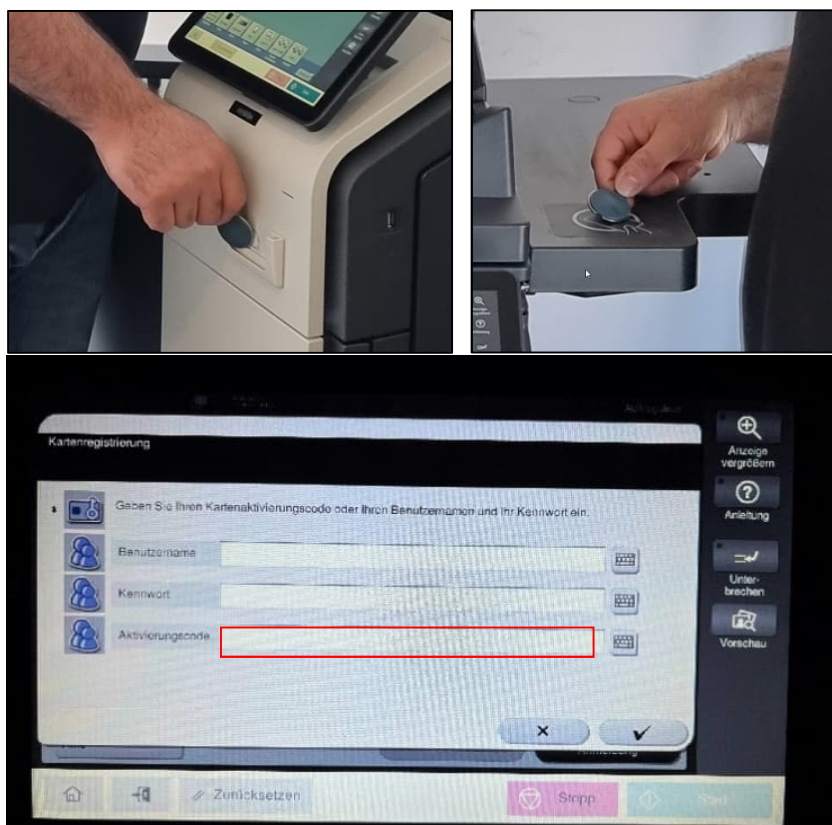 Kartenregistrierung
Geben Sie Ihren Kartenaktivierungscode oder Ihren Benutzernamen und Ihr Kennwort ein.
Benutzername
Kennwort
Aktivierungscode
Anmeldung
Zurücksetzen
Stopp
Start
Anzeige
vergrößern
Anleitung
Unter-
brechen
Vorschau